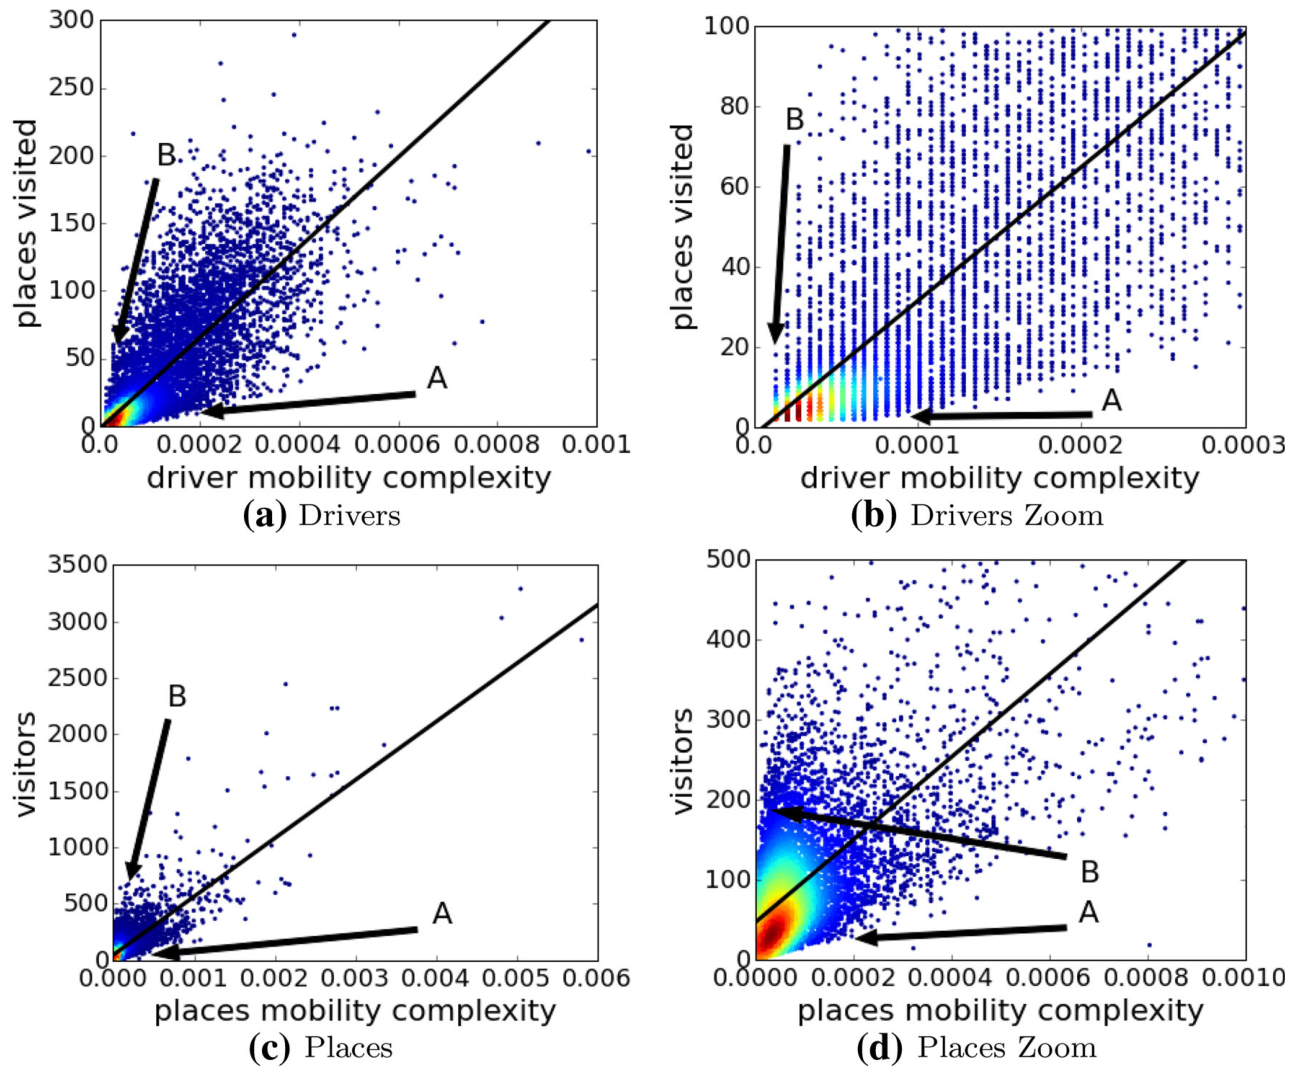 300
250
200
150
100
50
0
places visited
B
A
0.0 0.0002 0.0004 0.0006 0.0008 0.001
driver mobility complexity
(a) Drivers
100
80
60
40
20
0
places visited
B
A
0.0 0.0001 0.0002 0.0003
driver mobility complexity
(b) Drivers Zoom
3500
3000
2500
2000
1500
1000
500
0
visitors
B
A
0.000 0.001 0.002 0.003 0.004 0.005 0.006
places mobility complexity
(c) Places
500
400
300
200
100
0
visitors
B
A
0.0000 0.0002 0.0004 0.0006 0.0008 0.0010
places mobility complexity
(d) Places Zoom